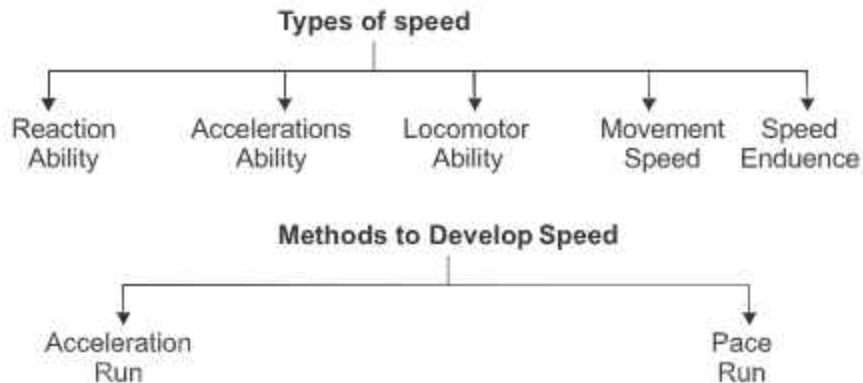 Types of speed
Reaction Accelerations Locomotor Movement Speed
Ability Ability Ability Speed Enduence
Methods to Develop Speed
Acceleration Pace
Run Run